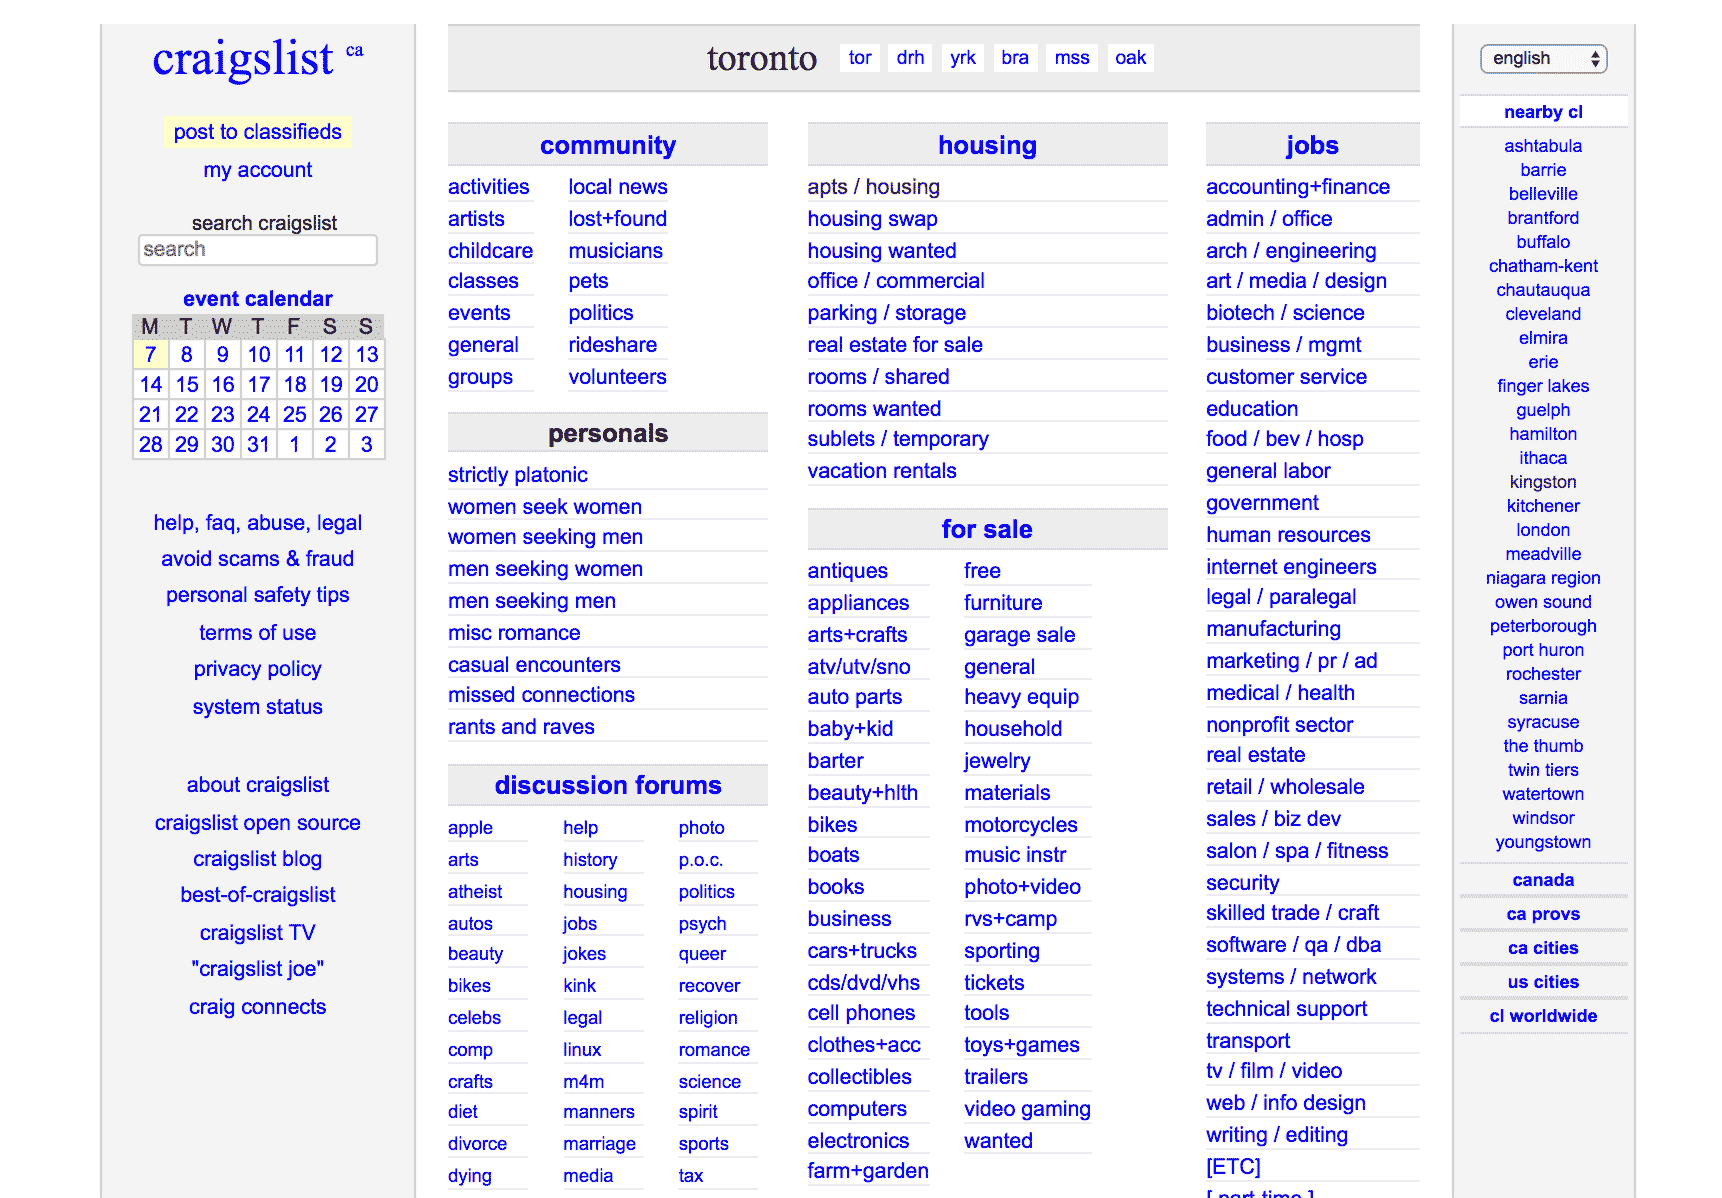 craigslist ca
post to classifieds
my account
search craigslist
search
event calendar
M T W T F S S
7 8 9 10 11 12 13
14 15 16 17 18 19 20
21 22 23 24 25 26 27
28 29 30 31 1 2 3
help, faq, abuse, legal
avoid scams & fraud
personal safety tips
terms of use
privacy policy
system status
about craigslist
craigslist open source
craigslist blog
best-of-craigslist
craigslist TV
"craigslist joe"
craig connects
toronto tor drh yrk bra mss oak
community
activities
artists
childcare
classes
events
general
groups
local news
lost+found
musicians
pets
politics
rideshare
volunteers
personals
strictly platonic
women seek women
women seeking men
men seeking women
men seeking men
misc romance
casual encounters
missed connections
rants and raves
discussion forums
apple
arts
atheist
autos
beauty
bikes
celebs
comp
crafts
diet
divorce
dying
help
history
housing
jobs
jokes
kink
legal
linux
m4m
manners
marriage
media
photo
p.o.c.
politics
psych
queer
recover
religion
romance
science
spirit
sports
tax
housing
apts / housing
housing swap
housing wanted
office / commercial
parking / storage
real estate for sale
rooms / shared
rooms wanted
sublets / temporary
vacation rentals
for sale
antiques
appliances
arts+crafts
atv/utv/sno
auto parts
baby+kid
barter
beauty+hlth
bikes
boats
books
business
cars+trucks
cds/dvd/vhs
cell phones
clothes+acc
collectibles
computers
electronics
farm+garden
free
furniture
garage sale
general
heavy equip
household
jewelry
materials
motorcycles
music instr
photo+video
rvs+camp
sporting
tickets
tools
toys+games
trailers
video gaming
wanted
jobs
accounting+finance
admin / office
arch / engineering
art / media / design
biotech / science
business / mgmt
customer service
education
food / bev / hosp
general labor
government
human resources
internet engineers
legal / paralegal
manufacturing
marketing / pr / ad
medical / health
nonprofit sector
real estate
retail / wholesale
sales / biz dev
salon / spa / fitness
security
skilled trade / craft
software / qa / dba
systems / network
technical support
transport
tv / film / video
web / info design
writing / editing
[ETC]
[ part-time ]
english
nearby cl
ashtabula
barrie
belleville
brantford
buffalo
chatham-kent
chautauqua
cleveland
elmira
erie
finger lakes
guelph
hamilton
ithaca
kingston
kitchener
london
meadville
niagara region
owen sound
peterborough
port huron
rochester
sarnia
syracuse
the thumb
twin tiers
watertown
windsor
youngstown
canada
ca provs
ca cities
us cities
cl worldwide